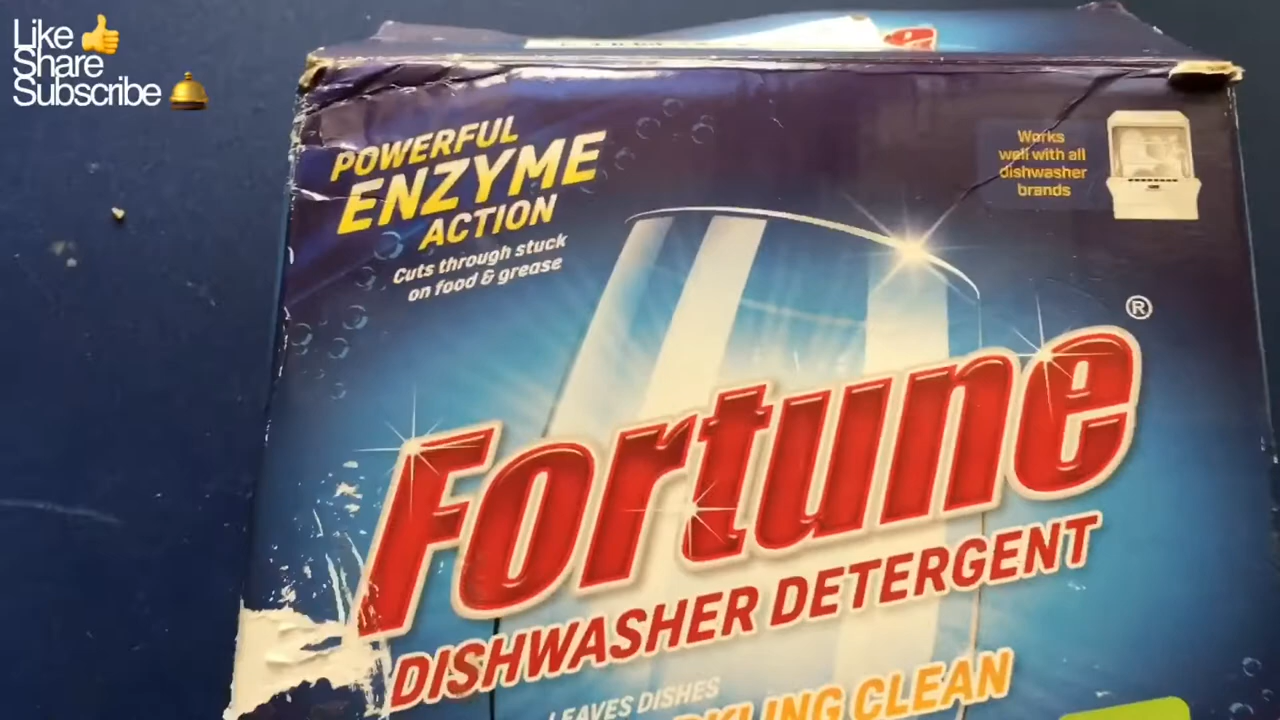 Like 👍
Share
Subscribe 🛎️
POWERFUL
ENZYME
ACTION
Cuts through stuck
on food & grease
Works
well with all
dishwasher
brands
Fortune®
DISHWASHER DETERGENT
LEAVES DISHES
CLEAN